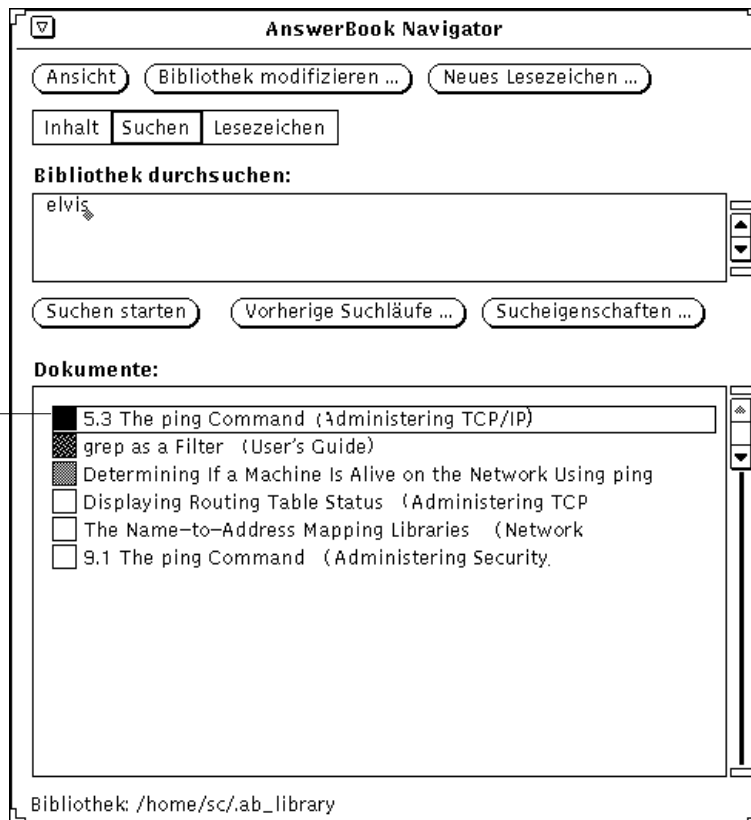 AnswerBook Navigator
Ansicht Bibliothek modifizieren ... Neues Lesezeichen ...
Inhalt Suchen Lesezeichen
Bibliothek durchsuchen:
elvis
Suchen starten Vorherige Suchläufe ... Sucheigenschaften ...
Dokumente:
5.3 The ping Command (Administering TCP/IP)
grep as a Filter (User's Guide)
Determining If a Machine Is Alive on the Network Using ping
Displaying Routing Table Status (Administering TCP
The Name-to-Address Mapping Libraries (Network
9.1 The ping Command (Administering Security
Bibliothek: /home/sc/.ab_library